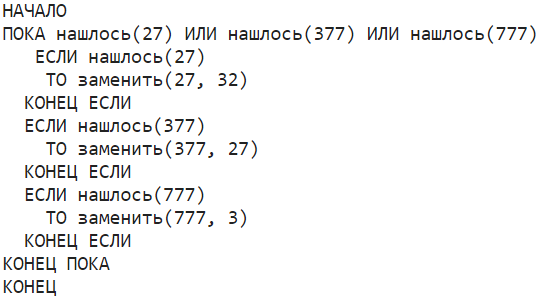 НАЧАЛО
ПОКА нашлось(27) ИЛИ нашлось(377) ИЛИ нашлось(777)
ЕСЛИ нашлось(27)
ТО заменить(27, 32)
КОНЕЦ ЕСЛИ
ЕСЛИ нашлось(377)
ТО заменить(377, 27)
КОНЕЦ ЕСЛИ
ЕСЛИ нашлось(777)
ТО заменить(777, 3)
КОНЕЦ ЕСЛИ
КОНЕЦ ПОКА
КОНЕЦ